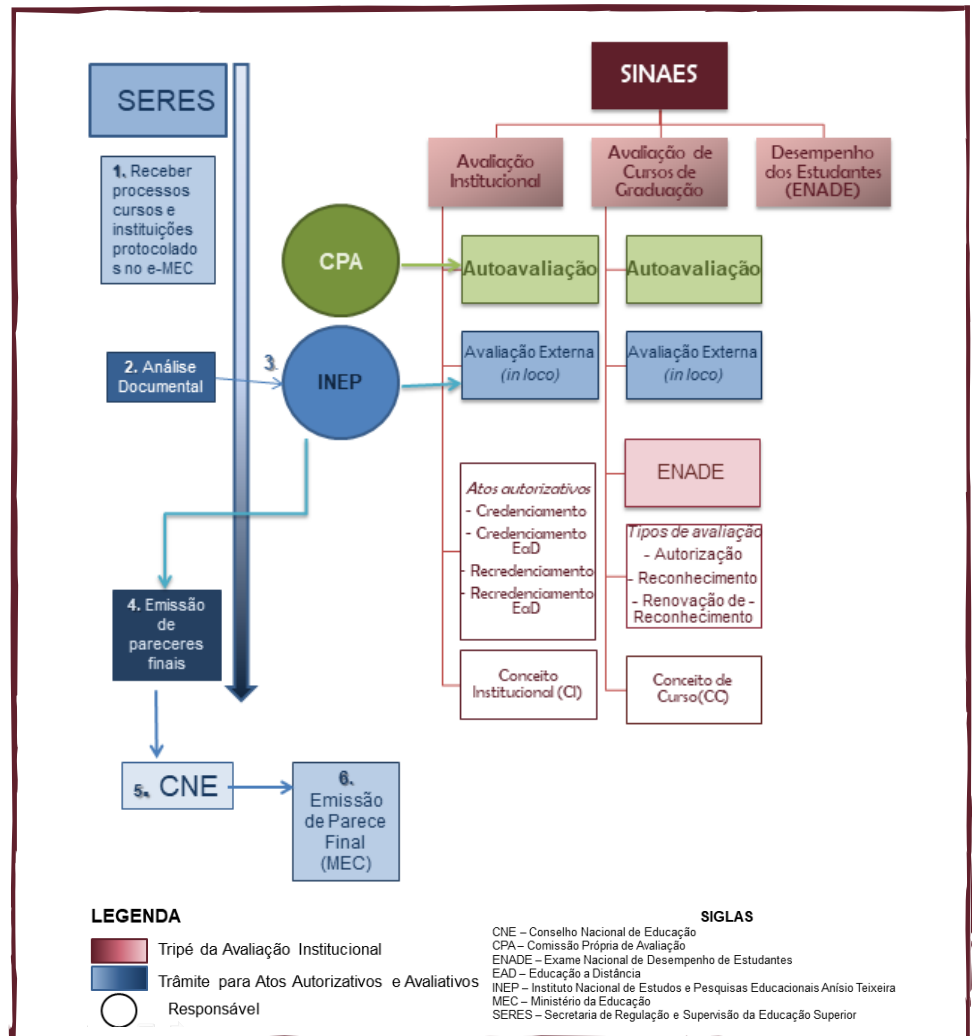 SERES
1. Receber
processos
cursos e
instituições
protocolado
s no e-MEC
2. Análise
Documental
3.
CPA
INEP
4. Emissão
de
pareceres
finais
5. CNE
6.
Emissão
de Parece
Final
(MEC)
SINAES
Avaliação
Institucional
Autoavaliação
Avaliação Externa
(in loco)
Atos autorizativos
- Credenciamento
- Credenciamento
EaD
- Recredenciamento
- Recredenciamento
EaD
Conceito
Institucional (CI)
Avaliação de
Cursos de
Graduação
Autoavaliação
Avaliação Externa
(in loco)
ENADE
Tipos de avaliação
- Autorização
- Reconhecimento
- Renovação de -
Reconhecimento
Conceito de
Curso(CC)
Desempenho
dos Estudantes
(ENADE)
LEGENDA
Tripé da Avaliação Institucional
Trâmite para Atos Autorizativos e Avaliativos
Responsável
SIGLAS
CNE – Conselho Nacional de Educação
CPA – Comissão Própria de Avaliação
ENADE – Exame Nacional de Desempenho de Estudantes
EAD – Educação a Distância
INEP – Instituto Nacional de Estudos e Pesquisas Educacionais Anísio Teixeira
MEC – Ministério da Educação
SERES – Secretaria de Regulação e Supervisão da Educação Superior